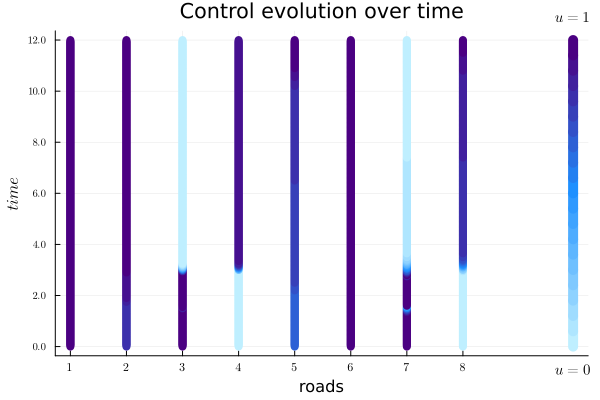 Control evolution over time
u = 1
12.0
10.0
8.0
6.0
4.0
2.0
0.0
time
1 2 3 4 5 6 7 8
u = 0
roads